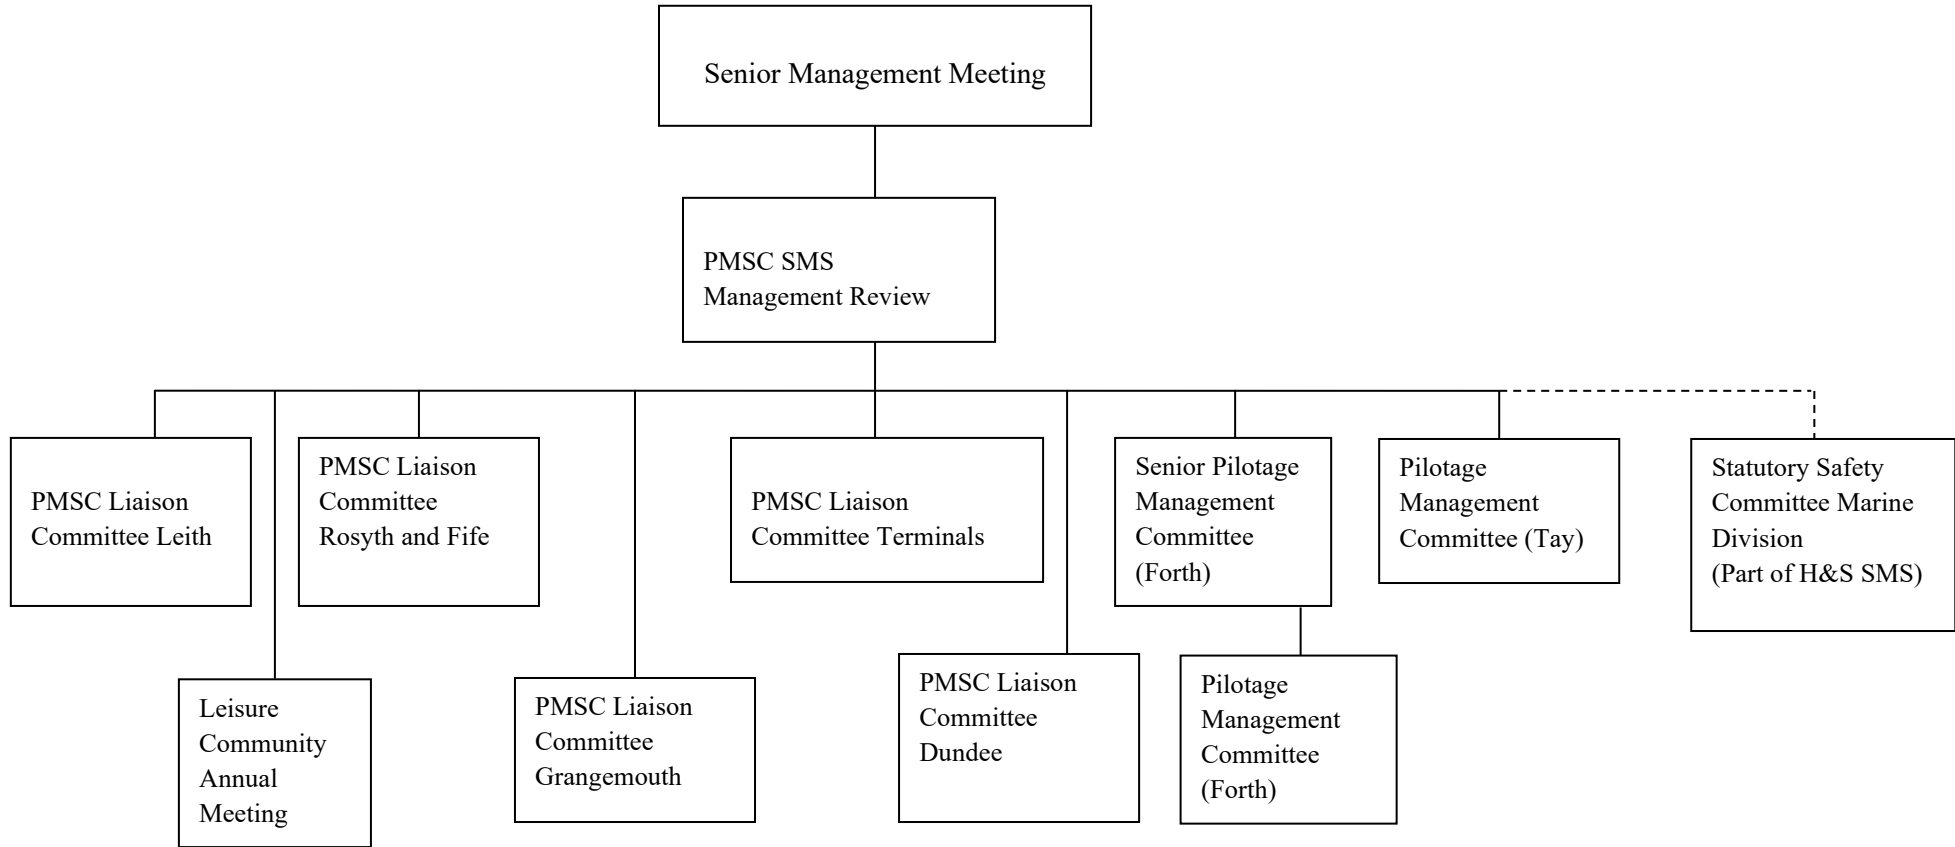 Senior Management Meeting
PMSC SMS
Management Review
PMSC Liaison
Committee Leith
PMSC Liaison
Committee
Rosyth and Fife
PMSC Liaison
Committee Terminals
Senior Pilotage
Management
Committee
(Forth)
Pilotage
Management
Committee (Tay)
Statutory Safety
Committee Marine
Division
(Part of H&S SMS)
Leisure
Community
Annual
Meeting
PMSC Liaison
Committee
Grangemouth
PMSC Liaison
Committee
Dundee
Pilotage
Management
Committee
(Forth)